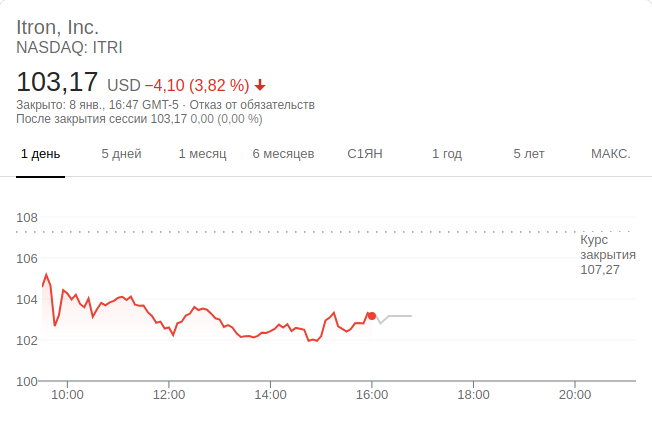 Itron, Inc.
NASDAQ: ITRI
103,17 USD −4,10 (3,82 %)
Закрыто: 8 янв., 16:47 GMT-5 · Отказ от обязательств
После закрытия сессии 103,17 0,00 (0,00 %)
1 день 5 дней 1 месяц 6 месяцев С1ЯН 1 год 5 лет МАКС.
108
Курс
закрытия
107,27
106
104
102
100
10:00 12:00 14:00 16:00 18:00 20:00